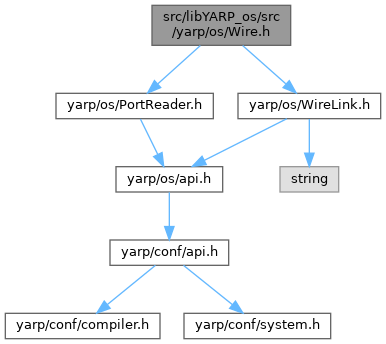 src/libYARP_os/src
/yarp/os/Wire.h
yarp/os/PortReader.h
yarp/os/WireLink.h
yarp/os/api.h
string
yarp/conf/api.h
yarp/conf/compiler.h
yarp/conf/system.h